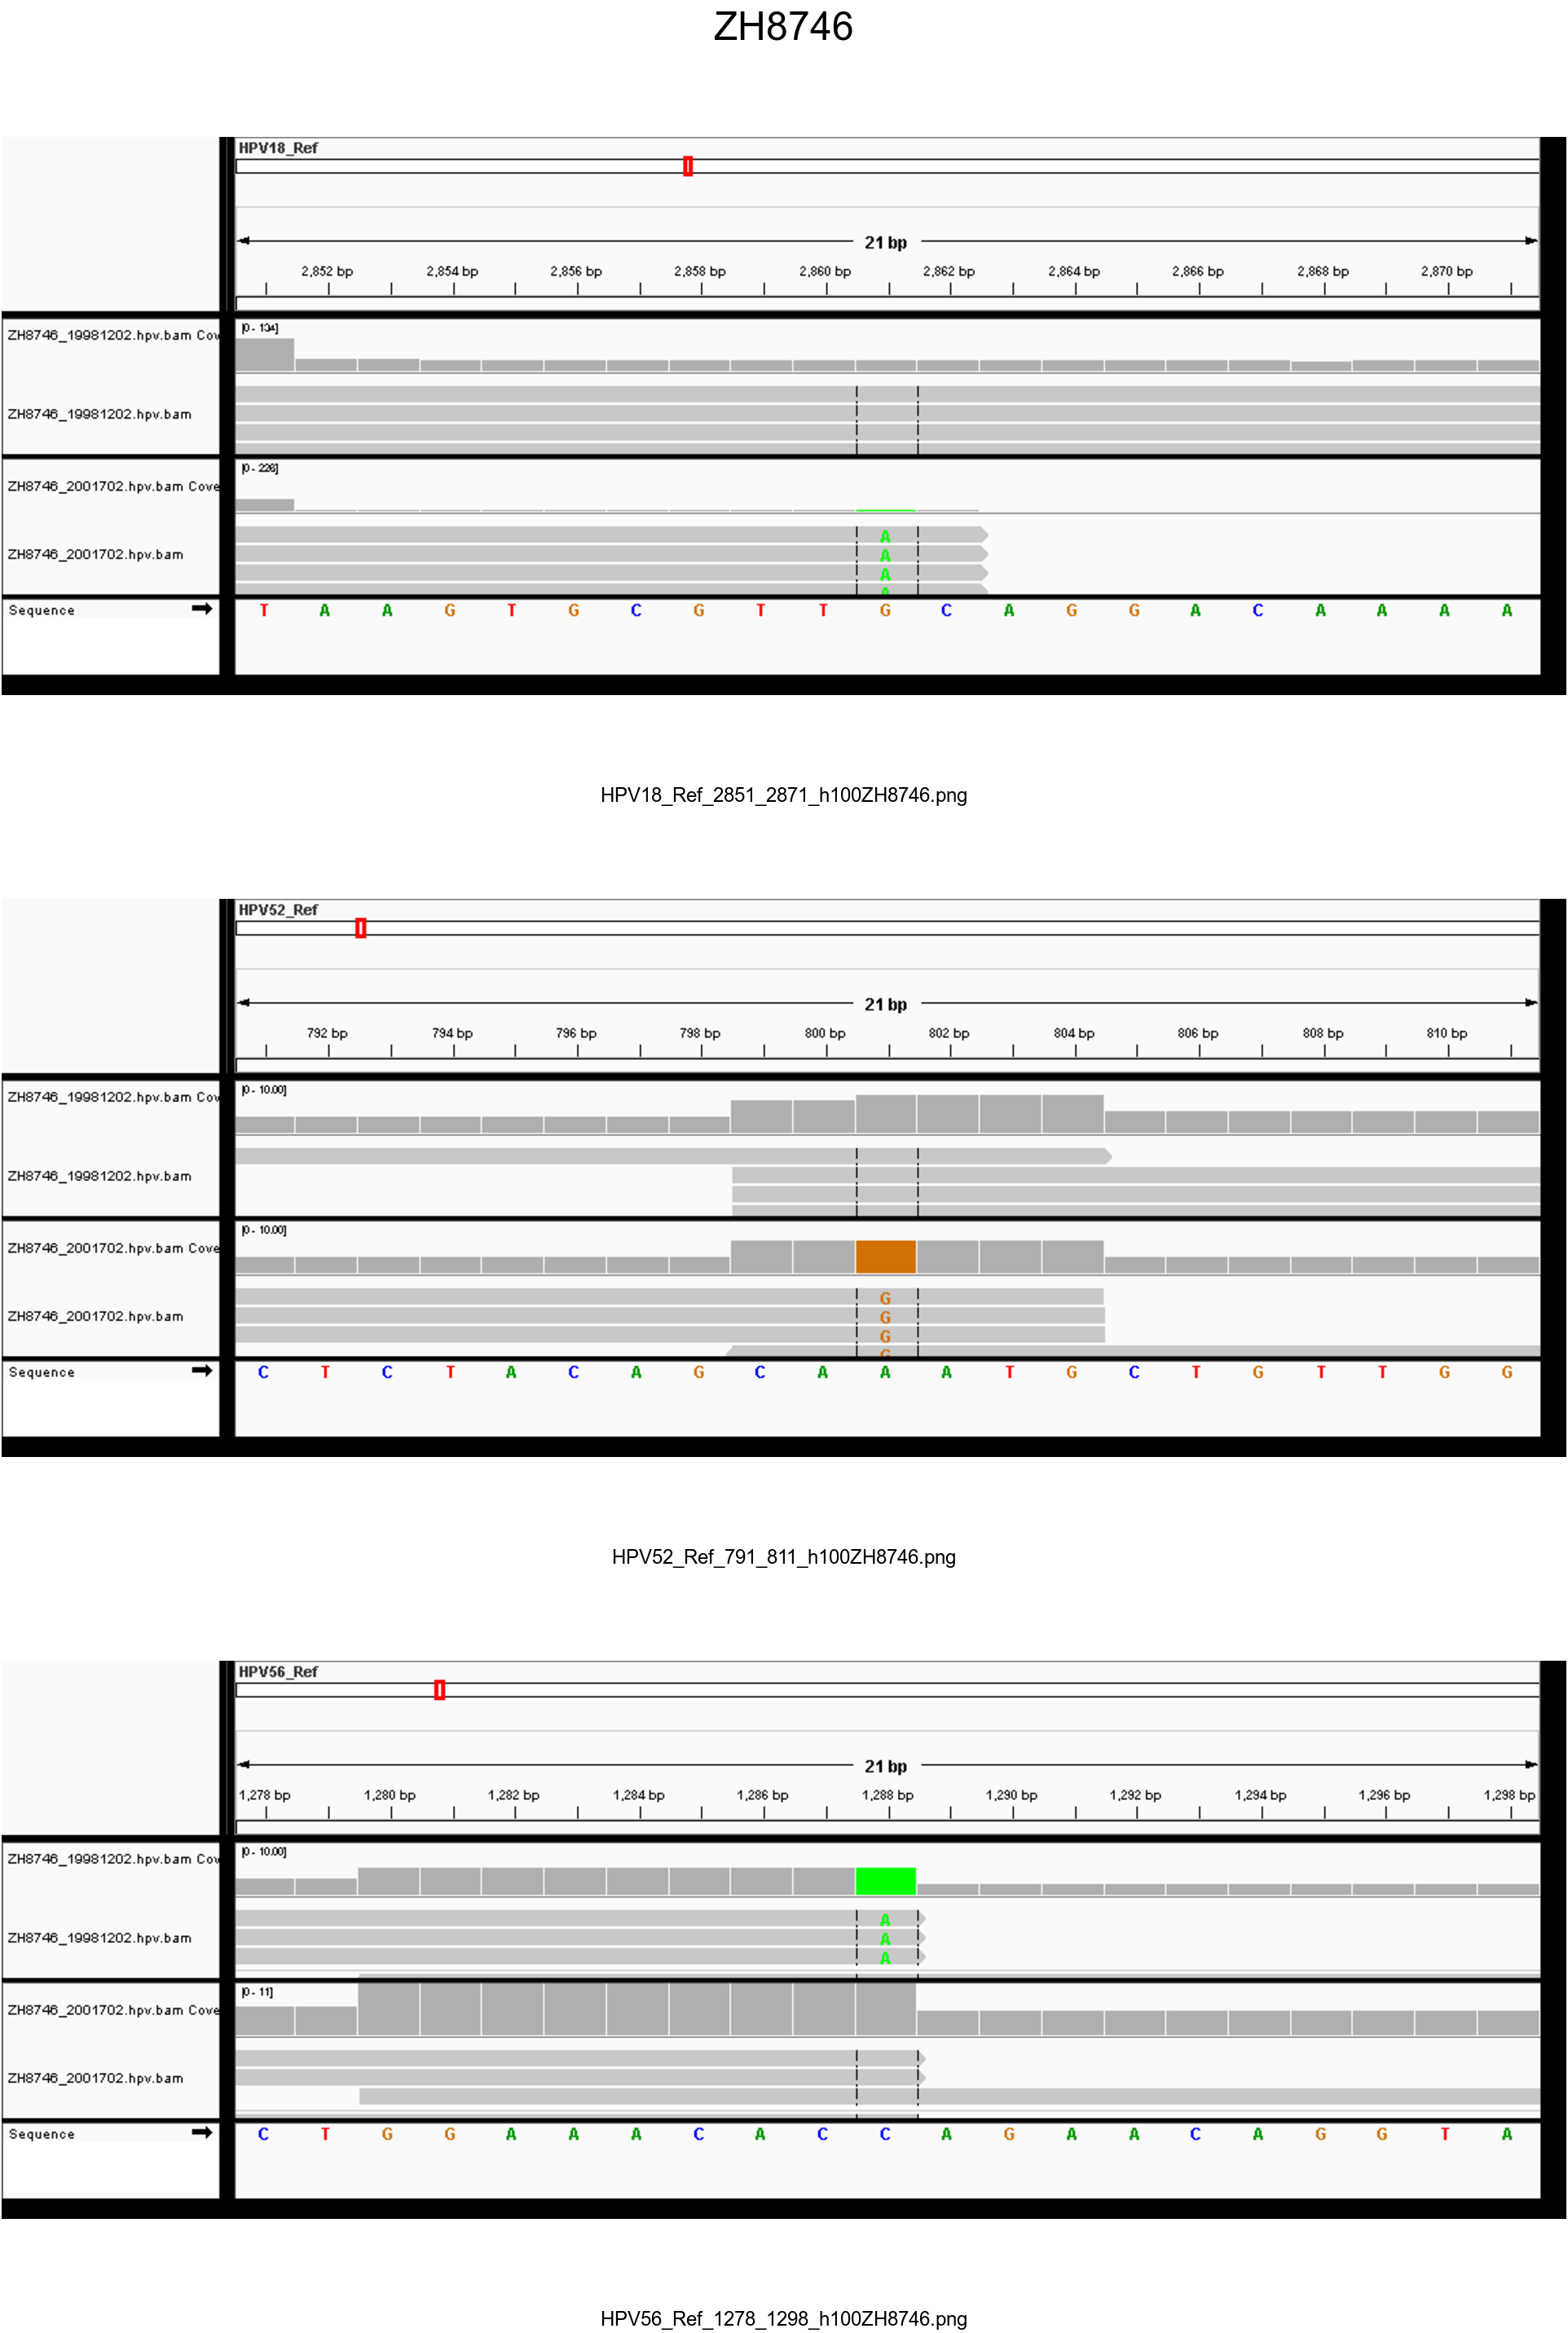 ZH8746
HPV18_Ref
21 bp
2,852 bp 2,854 bp 2,856 bp 2,858 bp 2,860 bp 2,862 bp 2,864 bp 2,866 bp 2,868 bp 2,870 bp
ZH8746_19981202.hpv.bam Cov
[0 - 134]
ZH8746_19981202.hpv.bam
[0 - 226]
ZH8746_2001702.hpv.bam Cove
A
A
ZH8746_2001702.hpv.bam
A
A
Sequence T A A G T G C G T T G C A G G A C A A A A
HPV18_Ref_2851_2871_h100ZH8746.png
HPV52_Ref
21 bp
792 bp 794 bp 796 bp 798 bp 800 bp 802 bp 804 bp 806 bp 808 bp 810 bp
[0 - 10.00]
ZH8746_19981202.hpv.bam Cov
ZH8746_19981202.hpv.bam
[0 - 10.00]
ZH8746_2001702.hpv.bam Cove
G
ZH8746_2001702.hpv.bam G
G
G
Sequence C T C T A C A G C A A A T G C T G T T G G
HPV52_Ref_791_811_h100ZH8746.png
HPV56_Ref
21 bp
1,278 bp 1,280 bp 1,282 bp 1,284 bp 1,286 bp 1,288 bp 1,290 bp 1,292 bp 1,294 bp 1,296 bp 1,298 bp
[0 - 10.00]
ZH8746_19981202.hpv.bam Cov
A
ZH8746_19981202.hpv.bam A
A
[0 - 11]
ZH8746_2001702.hpv.bam Cove
ZH8746_2001702.hpv.bam
Sequence C T G G A A A C A C C A G A A C A G G T A
HPV56_Ref_1278_1298_h100ZH8746.png